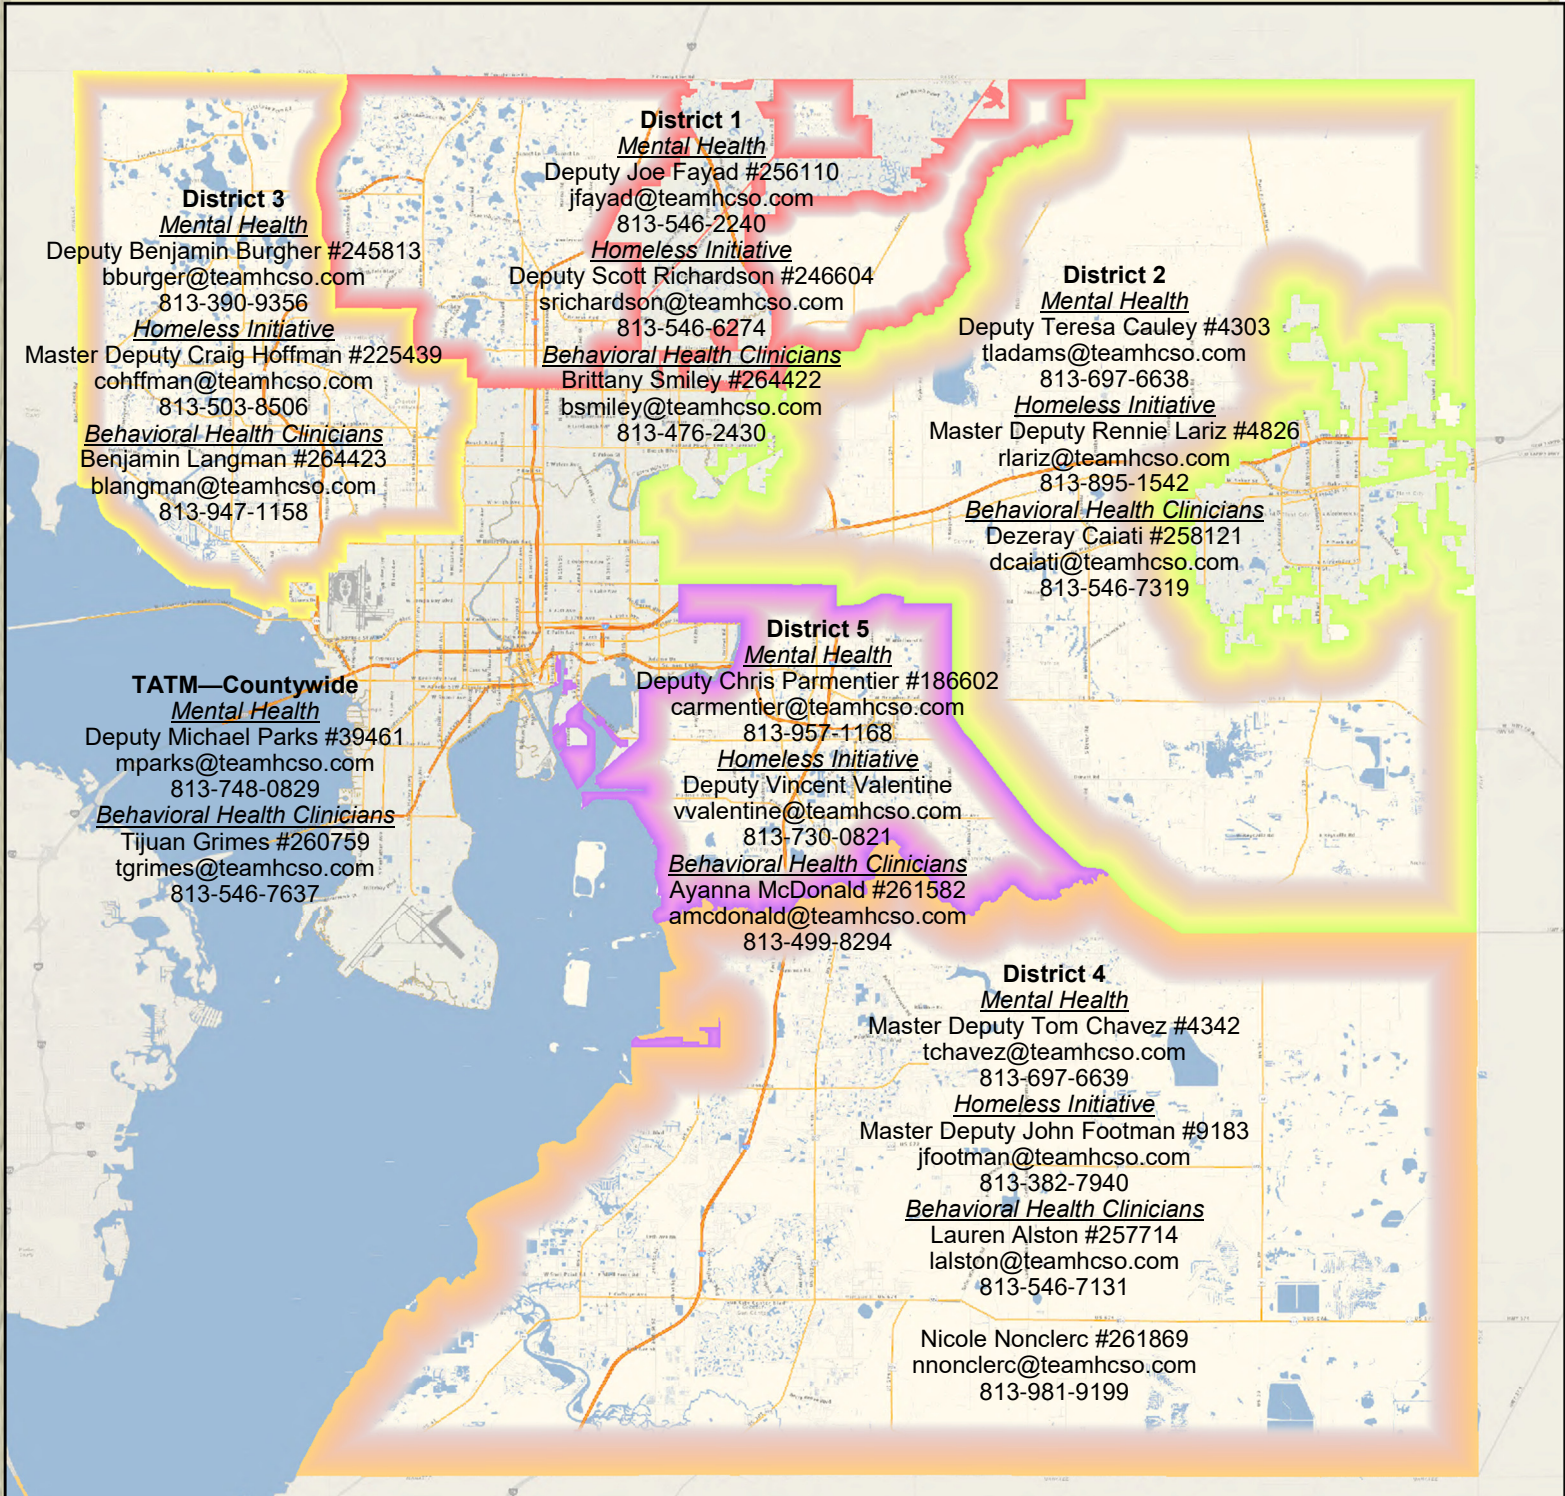 District 1
Mental Health
Deputy Joe Fayad #256110
jfayad@teamhcso.com
813-546-2240
Homeless Initiative
Deputy Scott Richardson #246604
srichardson@teamhcso.com
813-546-6274
Behavioral Health Clinicians
Brittany Smiley #264422
bsmiley@teamhcso.com
813-476-2430
District 3
Mental Health
Deputy Benjamin Burgher #245813
bburger@teamhcso.com
813-390-9356
Homeless Initiative
Master Deputy Craig Hoffman #225439
cohffman@teamhcso.com
813-503-8506
Behavioral Health Clinicians
Benjamin Langman #264423
blangman@teamhcso.com
813-947-1158
District 2
Mental Health
Deputy Teresa Cauley #4303
tladams@teamhcso.com
813-697-6638
Homeless Initiative
Master Deputy Rennie Lariz #4826
rlariz@teamhcso.com
813-895-1542
Behavioral Health Clinicians
Dezeray Caiati #258121
dcaiati@teamhcso.com
813-546-7319
District 5
Mental Health
Deputy Chris Parmentier #186602
carmentier@teamhcso.com
813-957-1168
Homeless Initiative
Deputy Vincent Valentine
vvalentine@teamhcso.com
813-730-0821
Behavioral Health Clinicians
Ayanna McDonald #261582
amcdonald@teamhcso.com
813-499-8294
TATM—Countywide
Mental Health
Deputy Michael Parks #39461
mparks@teamhcso.com
813-748-0829
Behavioral Health Clinicians
Tijuan Grimes #260759
tgrimes@teamhcso.com
813-546-7637
District 4
Mental Health
Master Deputy Tom Chavez #4342
tchavez@teamhcso.com
813-697-6639
Homeless Initiative
Master Deputy John Footman #9183
jfootman@teamhcso.com
813-382-7940
Behavioral Health Clinicians
Lauren Alston #257714
lalston@teamhcso.com
813-546-7131
Nicole Nonclerc #261869
nnonclerc@teamhcso.com
813-981-9199